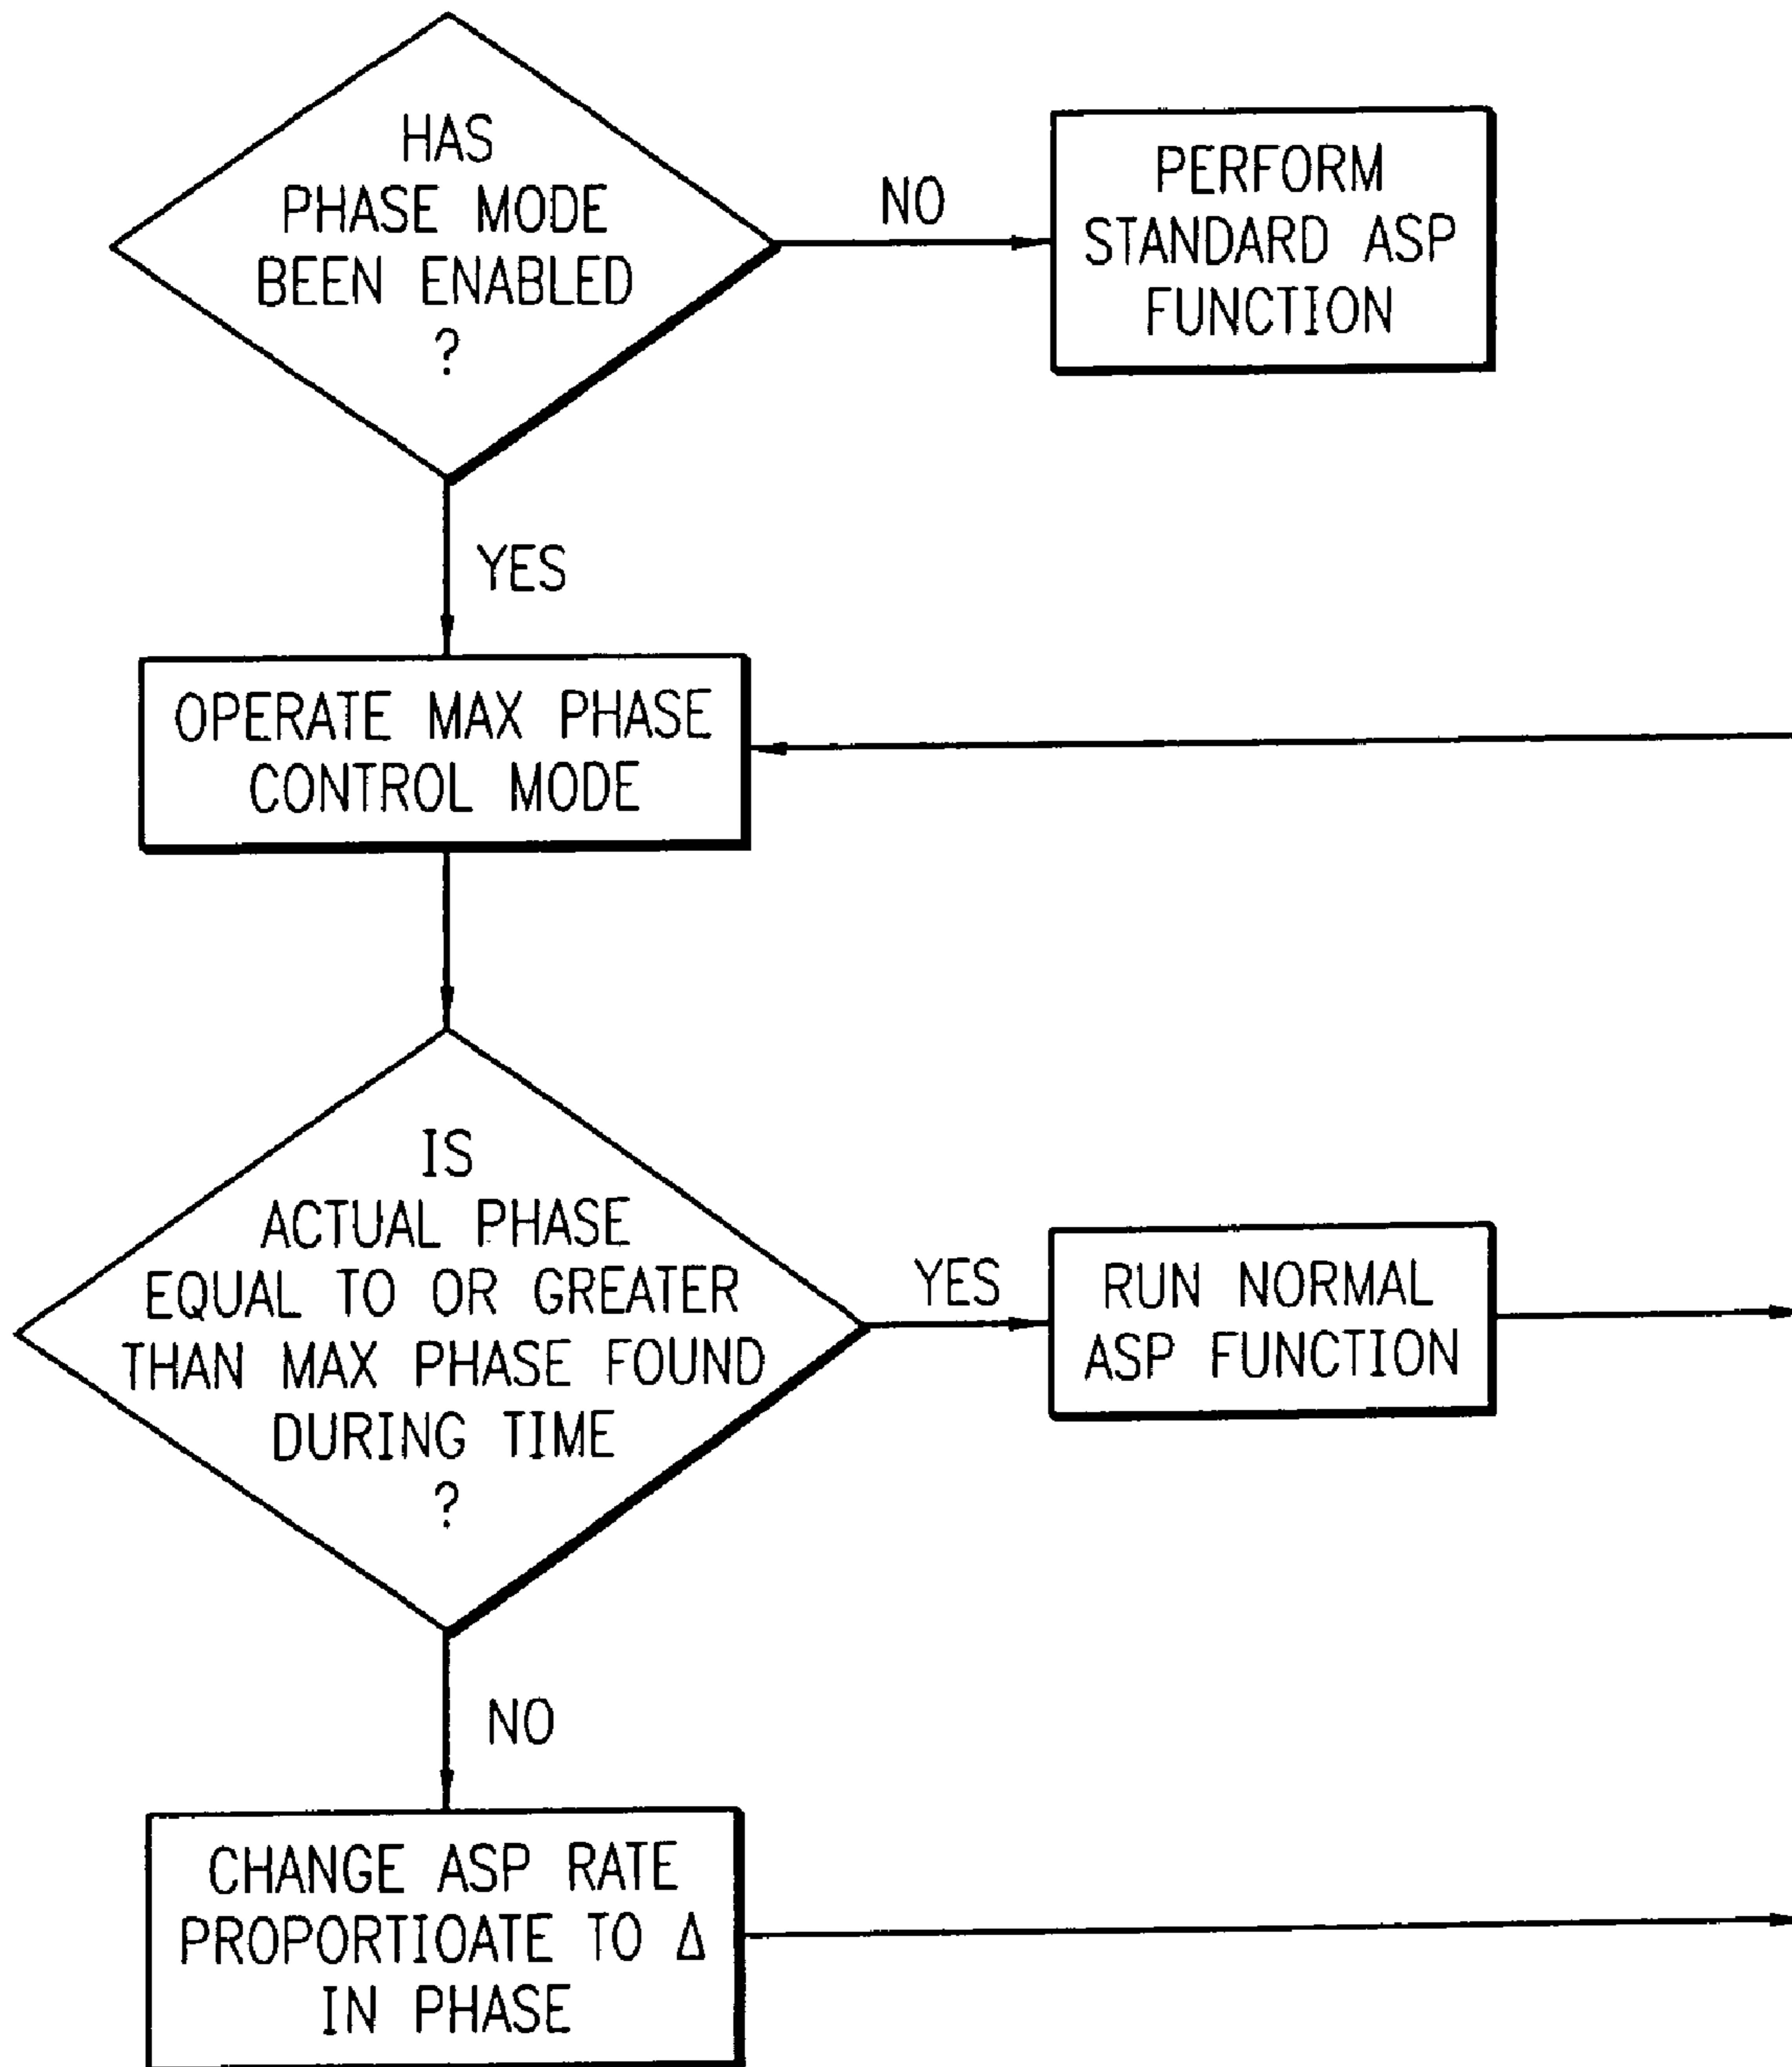 HAS
PHASE MODE
BEEN ENABLED
?
NO
PERFORM
STANDARD ASP
FUNCTION
YES
OPERATE MAX PHASE
CONTROL MODE
IS
ACTUAL PHASE
EQUAL TO OR GREATER
THAN MAX PHASE FOUND
DURING TIME
?
YES
RUN NORMAL
ASP FUNCTION
NO
CHANGE ASP RATE
PROPORTIOATE TO Δ
IN PHASE